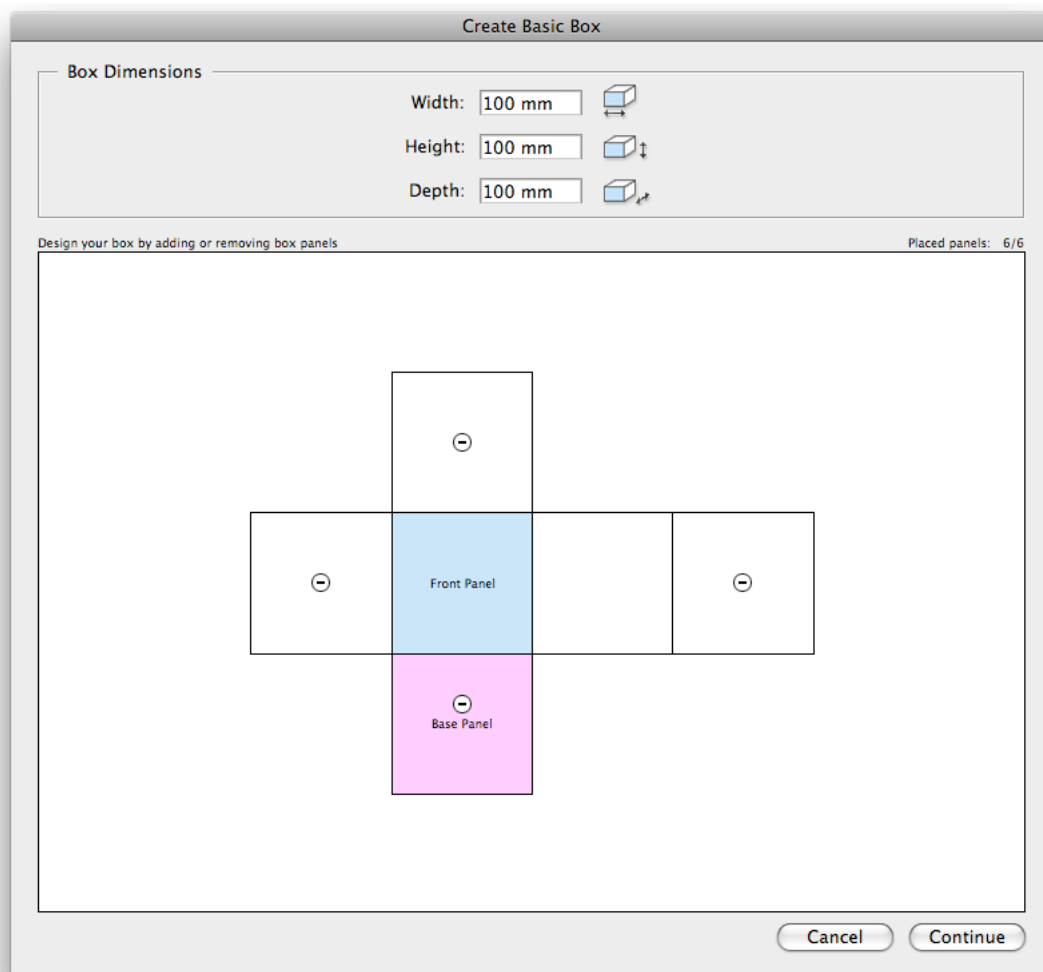 Create Basic Box
Box Dimensions
Width: 100 mm
Height: 100 mm
Depth: 100 mm
Design your box by adding or removing box panels Placed panels: 6/6
Front Panel
Base Panel
Cancel Continue